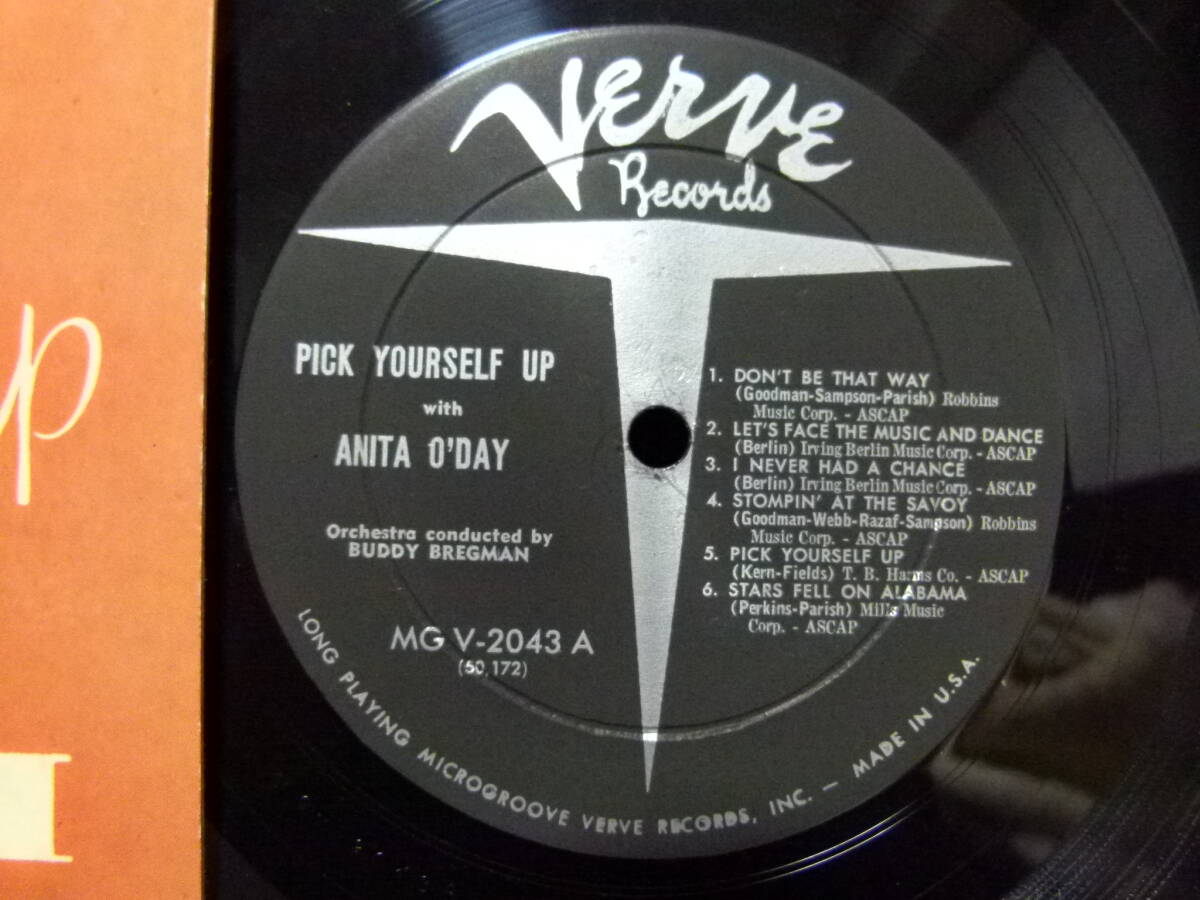 Verve
Records
PICK YOURSELF UP
with
ANITA O'DAY
Orchestra conducted by
BUDDY BREGMAN
MG V-2043 A
(50,172)
1. DON'T BE THAT WAY
(Goodman-Sampson-Parish) Robbins
Music Corp. - ASCAP
2. LET'S FACE THE MUSIC AND DANCE
(Berlin) Irving Berlin Music Corp. - ASCAP
3. I NEVER HAD A CHANCE
(Berlin) Irving Berlin Music Corp. - ASCAP
4. STOMPIN' AT THE SAVOY
(Goodman-Webb-Razaf-Sampson) Robbins
Music Corp. - ASCAP
5. PICK YOURSELF UP
(Kern-Fields) T. B. Harms Co. - ASCAP
6. STARS FELL ON ALABAMA
(Perkins-Parish) Mills Music
Corp. - ASCAP
LONG PLAYING MICROGROOVE VERVE RECORDS, INC. — MADE IN U.S.A.